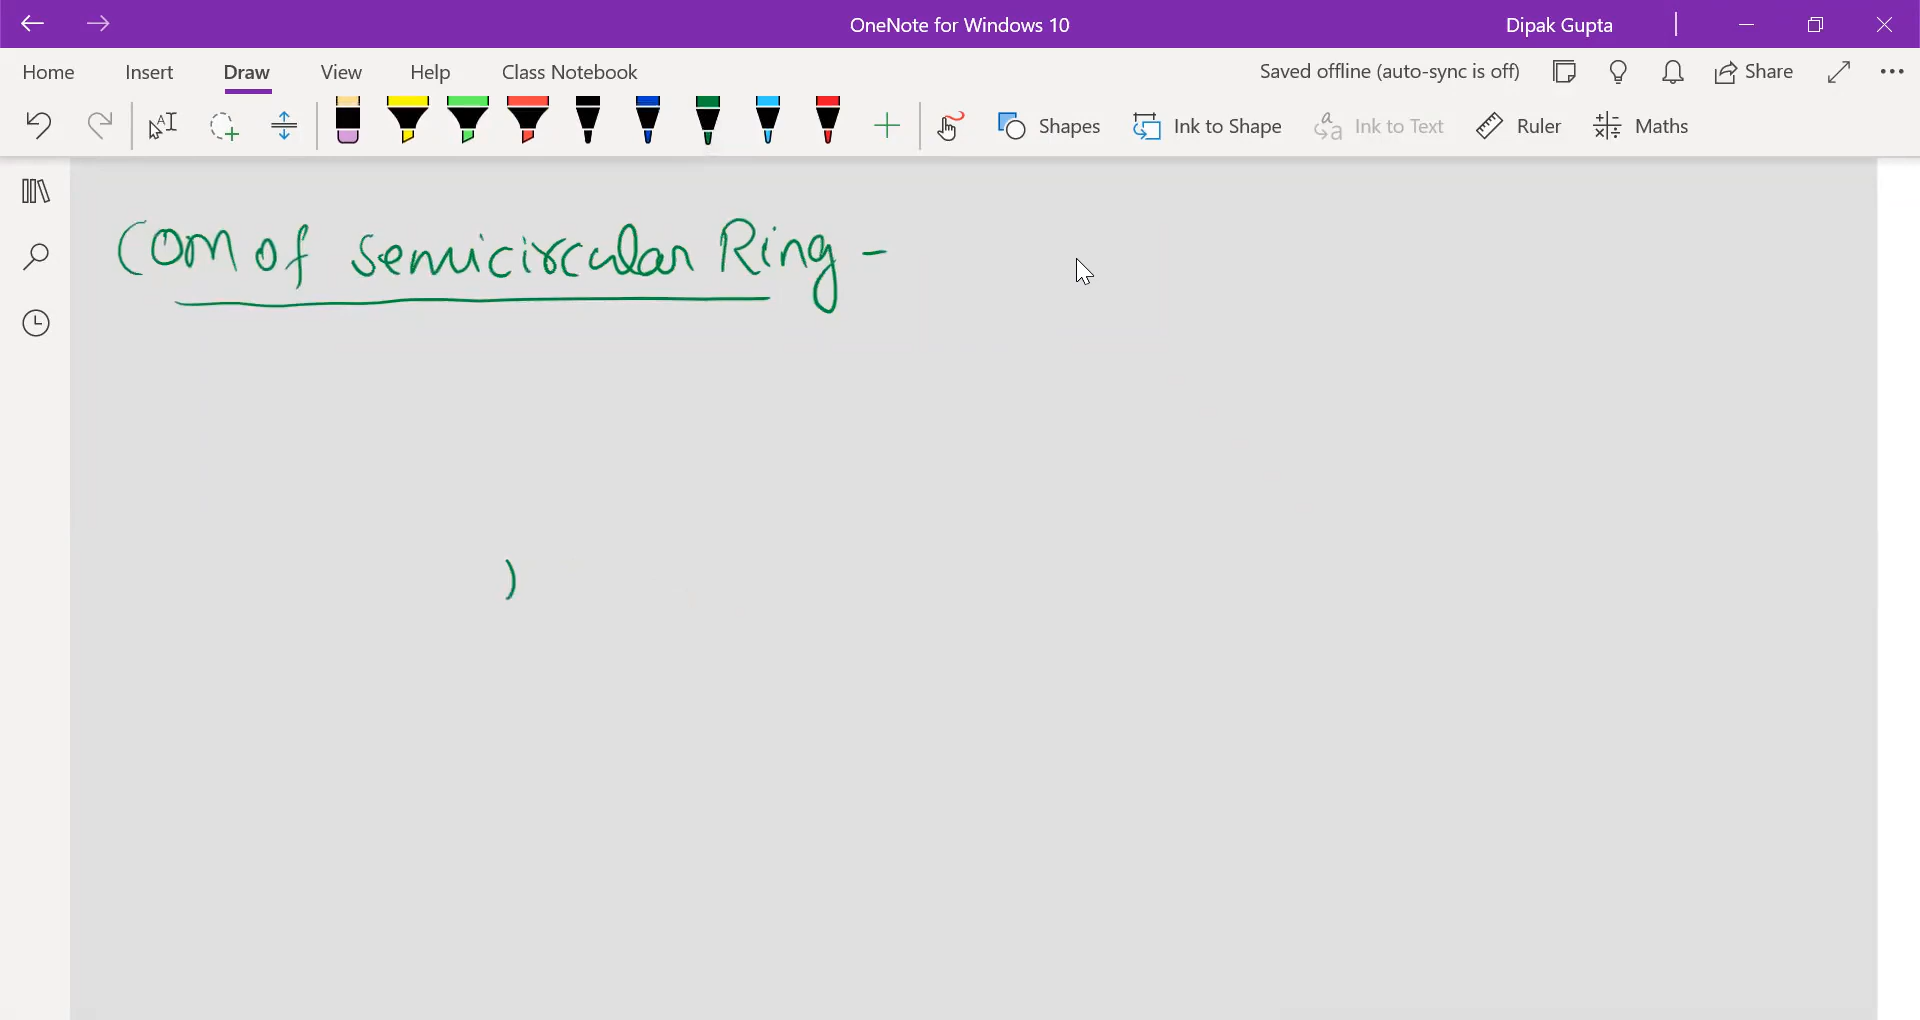 OneNote for Windows 10
Dipak Gupta
Home Insert Draw View Help Class Notebook
Saved offline (auto-sync is off) Share
Shapes Ink to Shape Ink to Text Ruler Maths
COM of semicircular Ring -
)